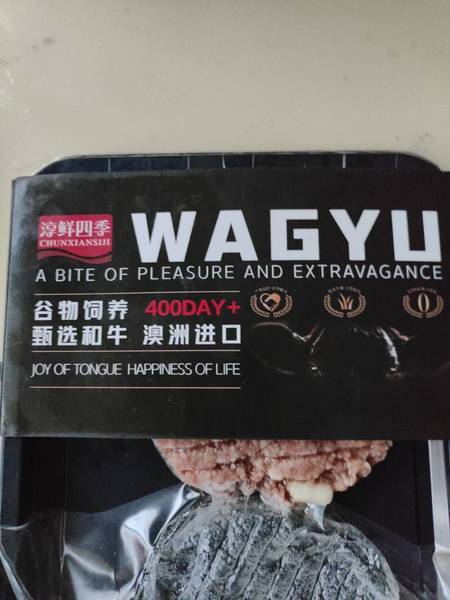 淳鲜四季
CHUNXIANSIJI
WAGYU
A BITE OF PLEASURE AND EXTRAVAGANCE
谷物饲养 400DAY+
甄选和牛 澳洲进口
JOY OF TONGUE HAPPINESS OF LIFE